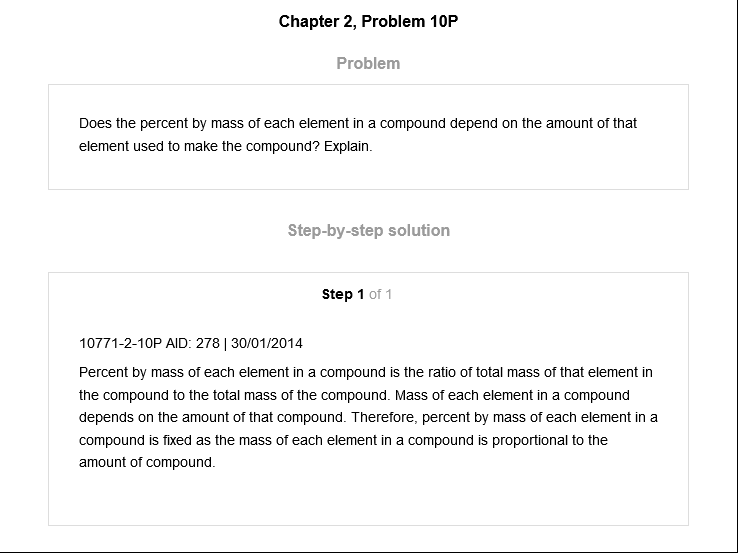 Chapter 2, Problem 10P
Problem
Does the percent by mass of each element in a compound depend on the amount of that
element used to make the compound? Explain.
Step-by-step solution
Step 1 of 1
10771-2-10P AID: 278 | 30/01/2014
Percent by mass of each element in a compound is the ratio of total mass of that element in
the compound to the total mass of the compound. Mass of each element in a compound
depends on the amount of that compound. Therefore, percent by mass of each element in a
compound is fixed as the mass of each element in a compound is proportional to the
amount of compound.